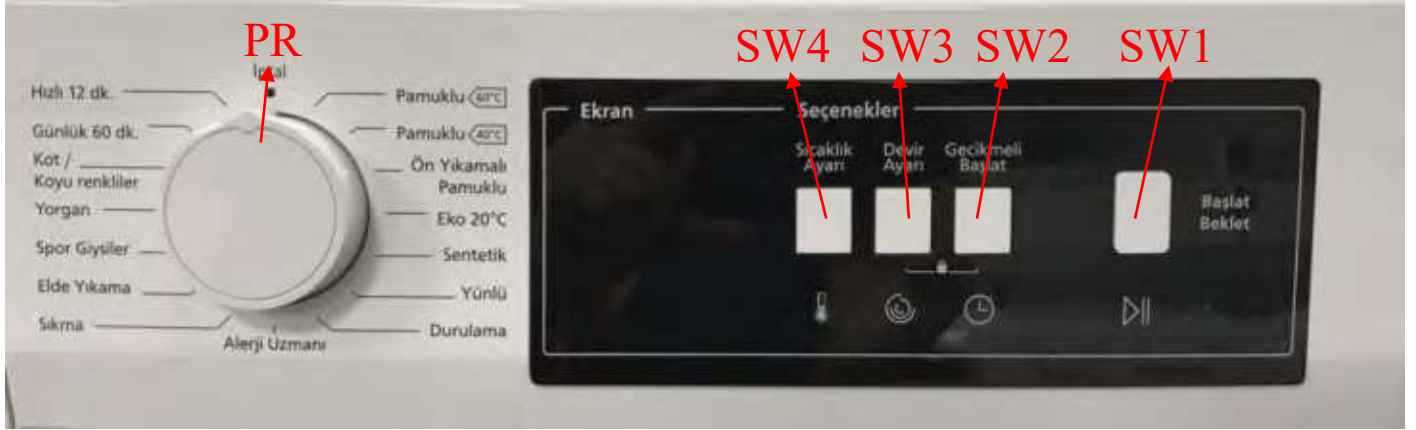 PR
SW4 SW3 SW2 SW1
İptal
Hızlı 12 dk.
Günlük 60 dk.
Kot /
Koyu renkliler
Yorgan
Spor Giysiler
Elde Yıkama
Sıkma
Alerji Uzmanı
Pamuklu 60°C
Pamuklu 40°C
Ön Yıkamalı
Pamuklu
Eko 20°C
Sentetik
Yünlü
Durulama
Ekran
Seçenekler
Sıcaklık
Ayarı
Devir
Ayarı
Gecikmeli
Başlat
Başlat
Beklet